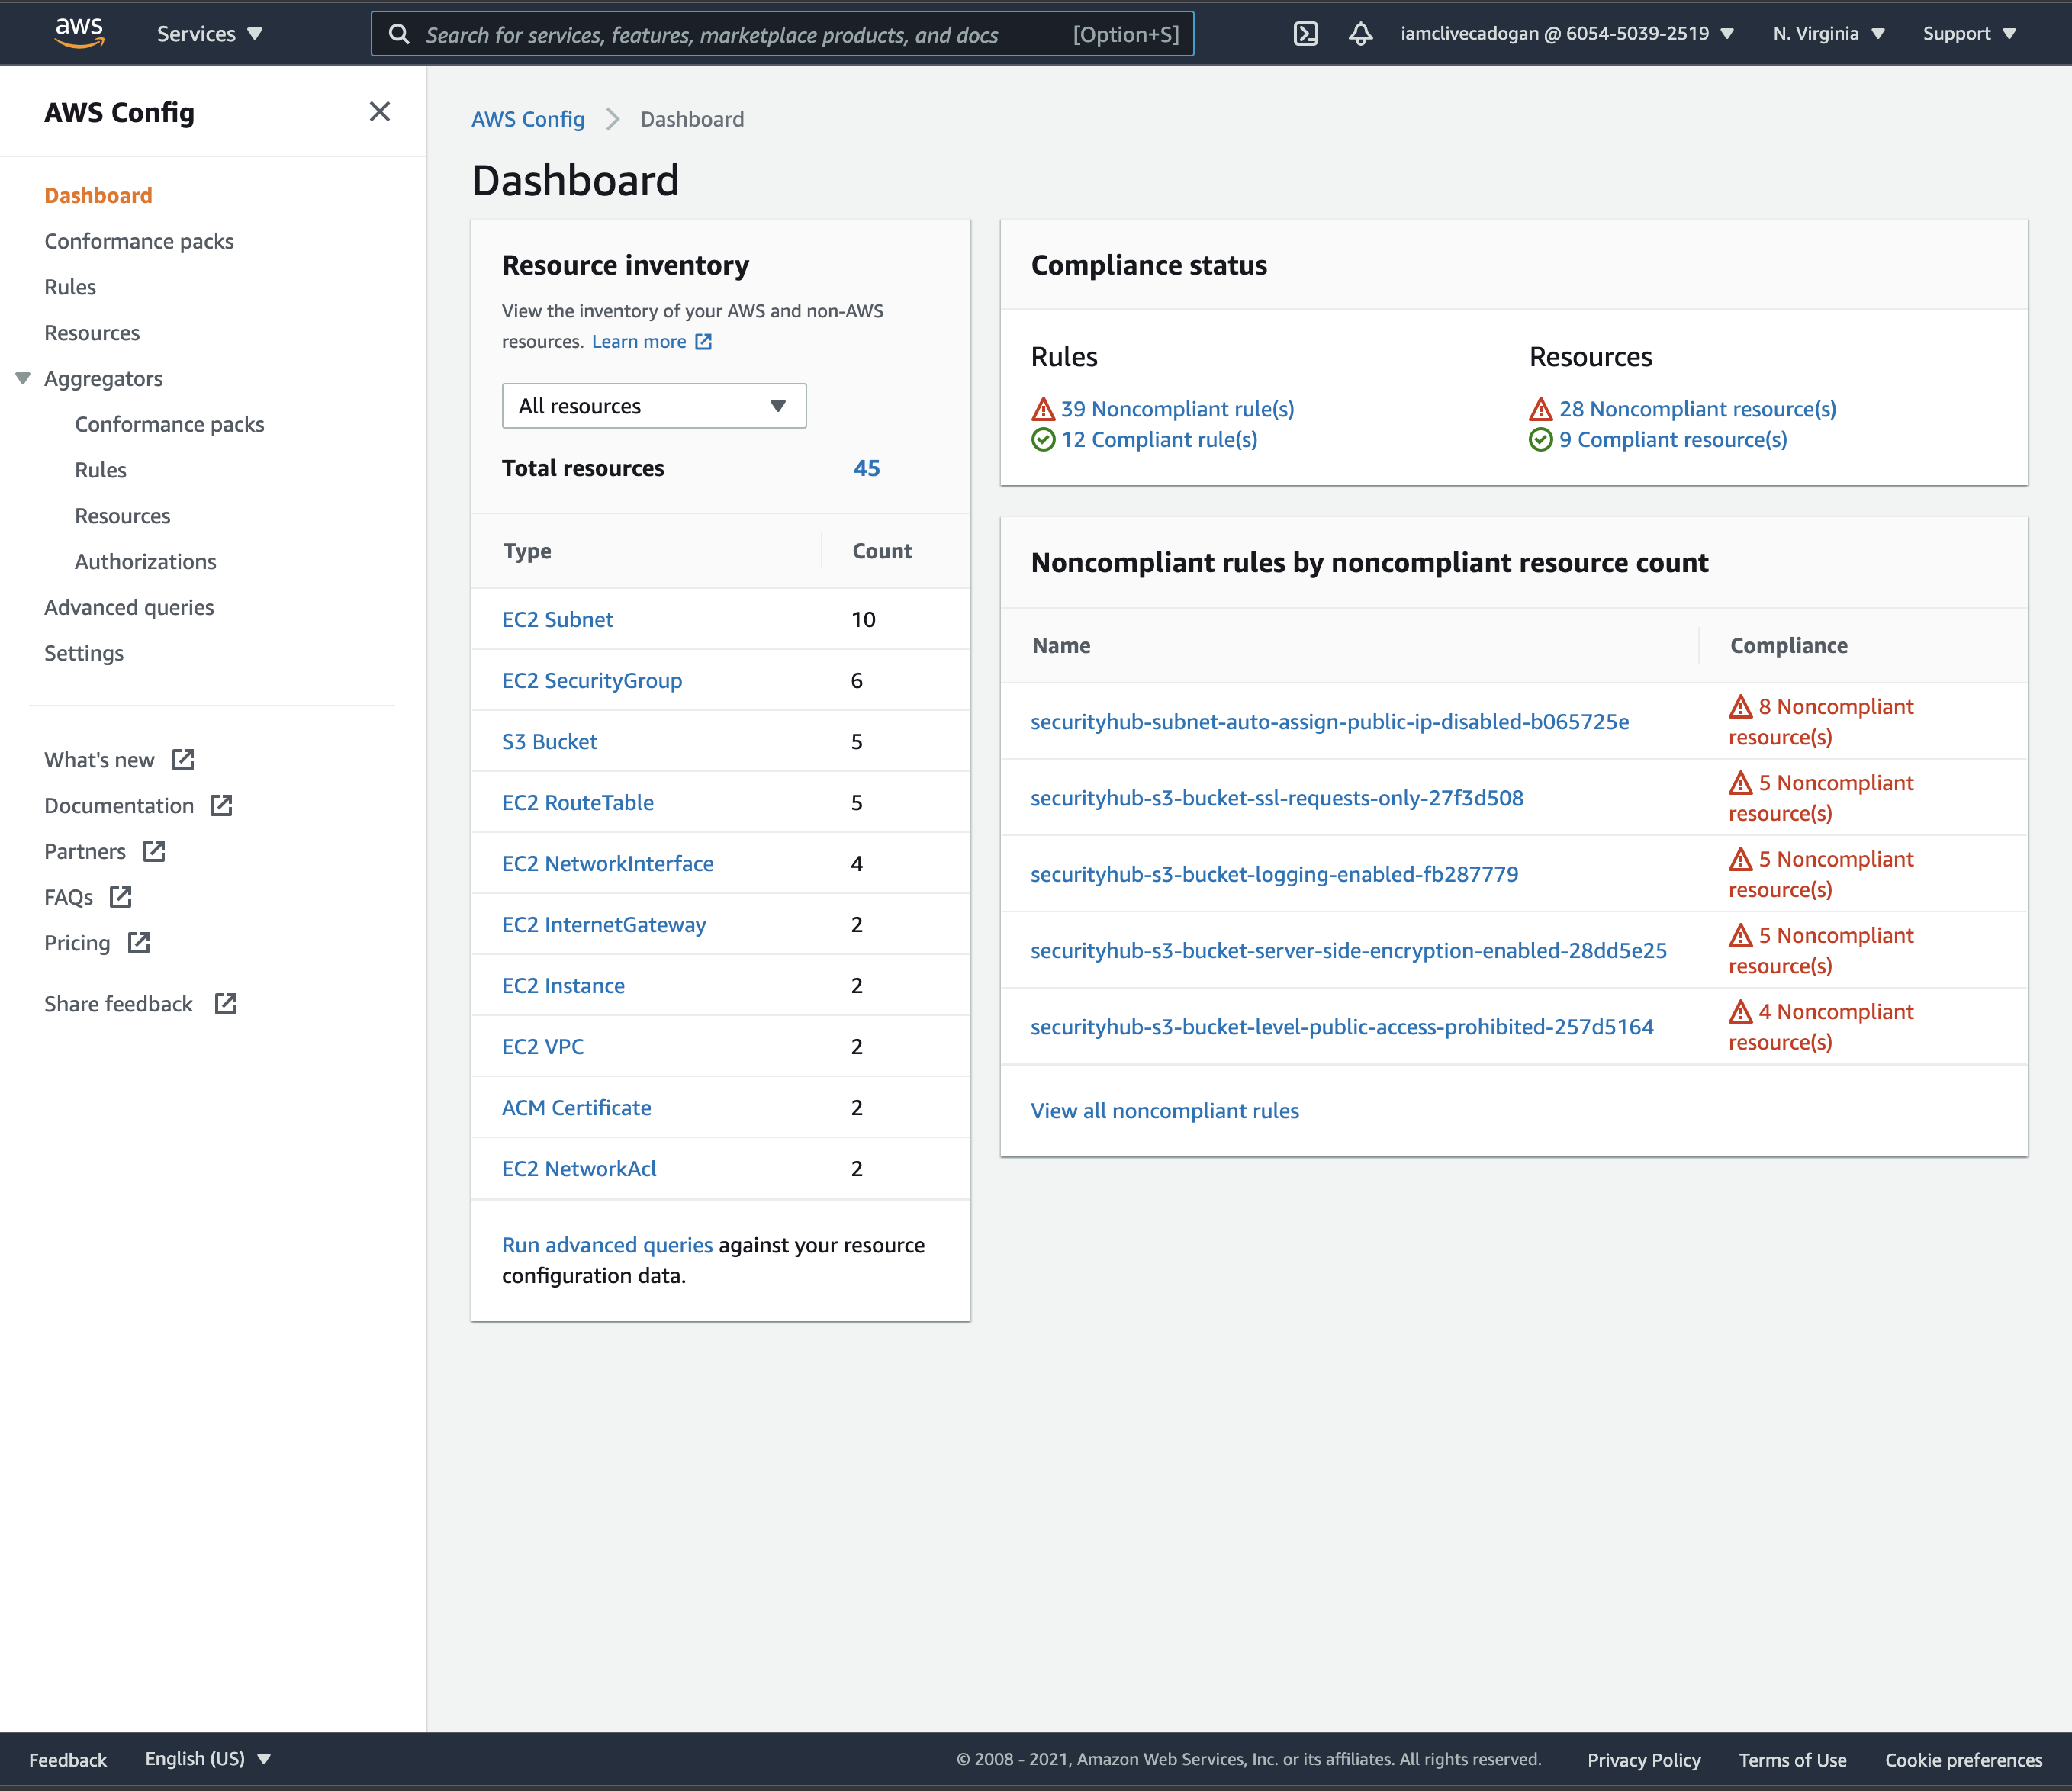 aws
Services
Search for services, features, marketplace products, and docs [Option+S]
iamclivecadogan @ 6054-5039-2519
N. Virginia
Support
AWS Config
Dashboard
Conformance packs
Rules
Resources
Aggregators
Conformance packs
Rules
Resources
Authorizations
Advanced queries
Settings
What's new
Documentation
Partners
FAQs
Pricing
Share feedback
AWS Config Dashboard
Dashboard
Resource inventory
View the inventory of your AWS and non-AWS
resources. Learn more
All resources
Total resources 45
Type Count
EC2 Subnet 10
EC2 SecurityGroup 6
S3 Bucket 5
EC2 RouteTable 5
EC2 NetworkInterface 4
EC2 InternetGateway 2
EC2 Instance 2
EC2 VPC 2
ACM Certificate 2
EC2 NetworkAcl 2
Run advanced queries against your resource
configuration data.
Compliance status
Rules
39 Noncompliant rule(s)
12 Compliant rule(s)
Resources
28 Noncompliant resource(s)
9 Compliant resource(s)
Noncompliant rules by noncompliant resource count
Name Compliance
securityhub-subnet-auto-assign-public-ip-disabled-b065725e
8 Noncompliant
resource(s)
securityhub-s3-bucket-ssl-requests-only-27f3d508
5 Noncompliant
resource(s)
securityhub-s3-bucket-logging-enabled-fb287779
5 Noncompliant
resource(s)
securityhub-s3-bucket-server-side-encryption-enabled-28dd5e25
5 Noncompliant
resource(s)
securityhub-s3-bucket-level-public-access-prohibited-257d5164
4 Noncompliant
resource(s)
View all noncompliant rules
Feedback
English (US)
© 2008 - 2021, Amazon Web Services, Inc. or its affiliates. All rights reserved.
Privacy Policy
Terms of Use
Cookie preferences